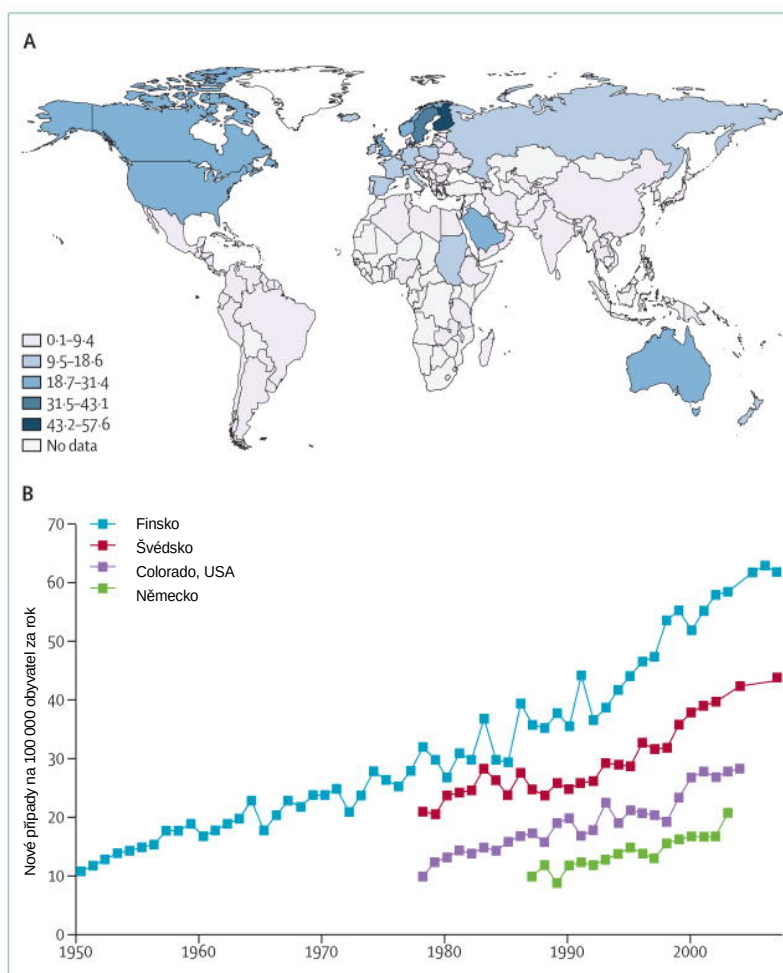 A
0·1–9·4
9·5–18·6
18·7–31·4
31·5–43·1
43·2–57·6
No data
B
Finsko
Švédsko
Colorado, USA
Německo
Nové případy na 100 000 obyvatel za rok
70
60
50
40
30
20
10
0
1950
1960
1970
1980
1990
2000